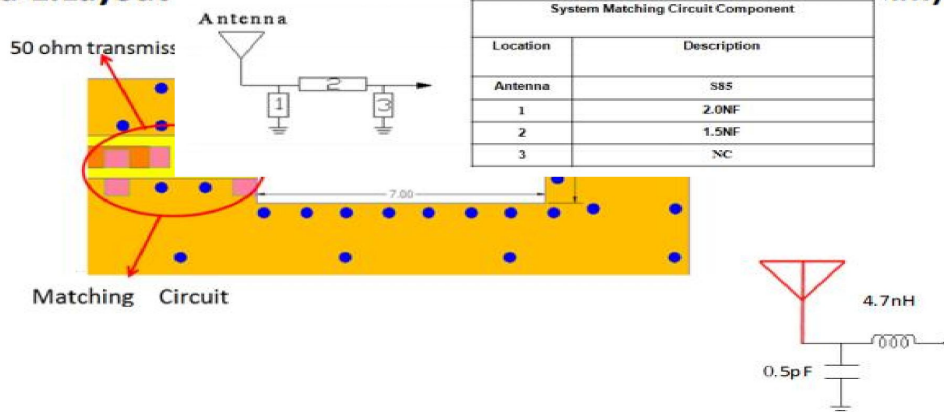 Antenna
50 ohm transmiss
1
2
3
System Matching Circuit Component
Location Description
Antenna S85
1 2.0NF
2 1.5NF
3 NC
7.00
Matching Circuit
4.7nH
0.5pF